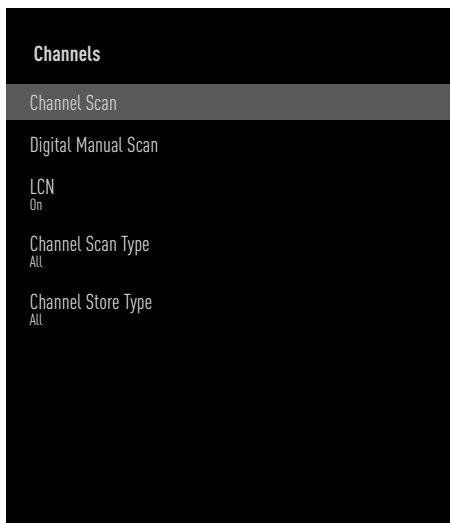 Channels
Channel Scan
Digital Manual Scan
LCN
On
Channel Scan Type
All
Channel Store Type
All